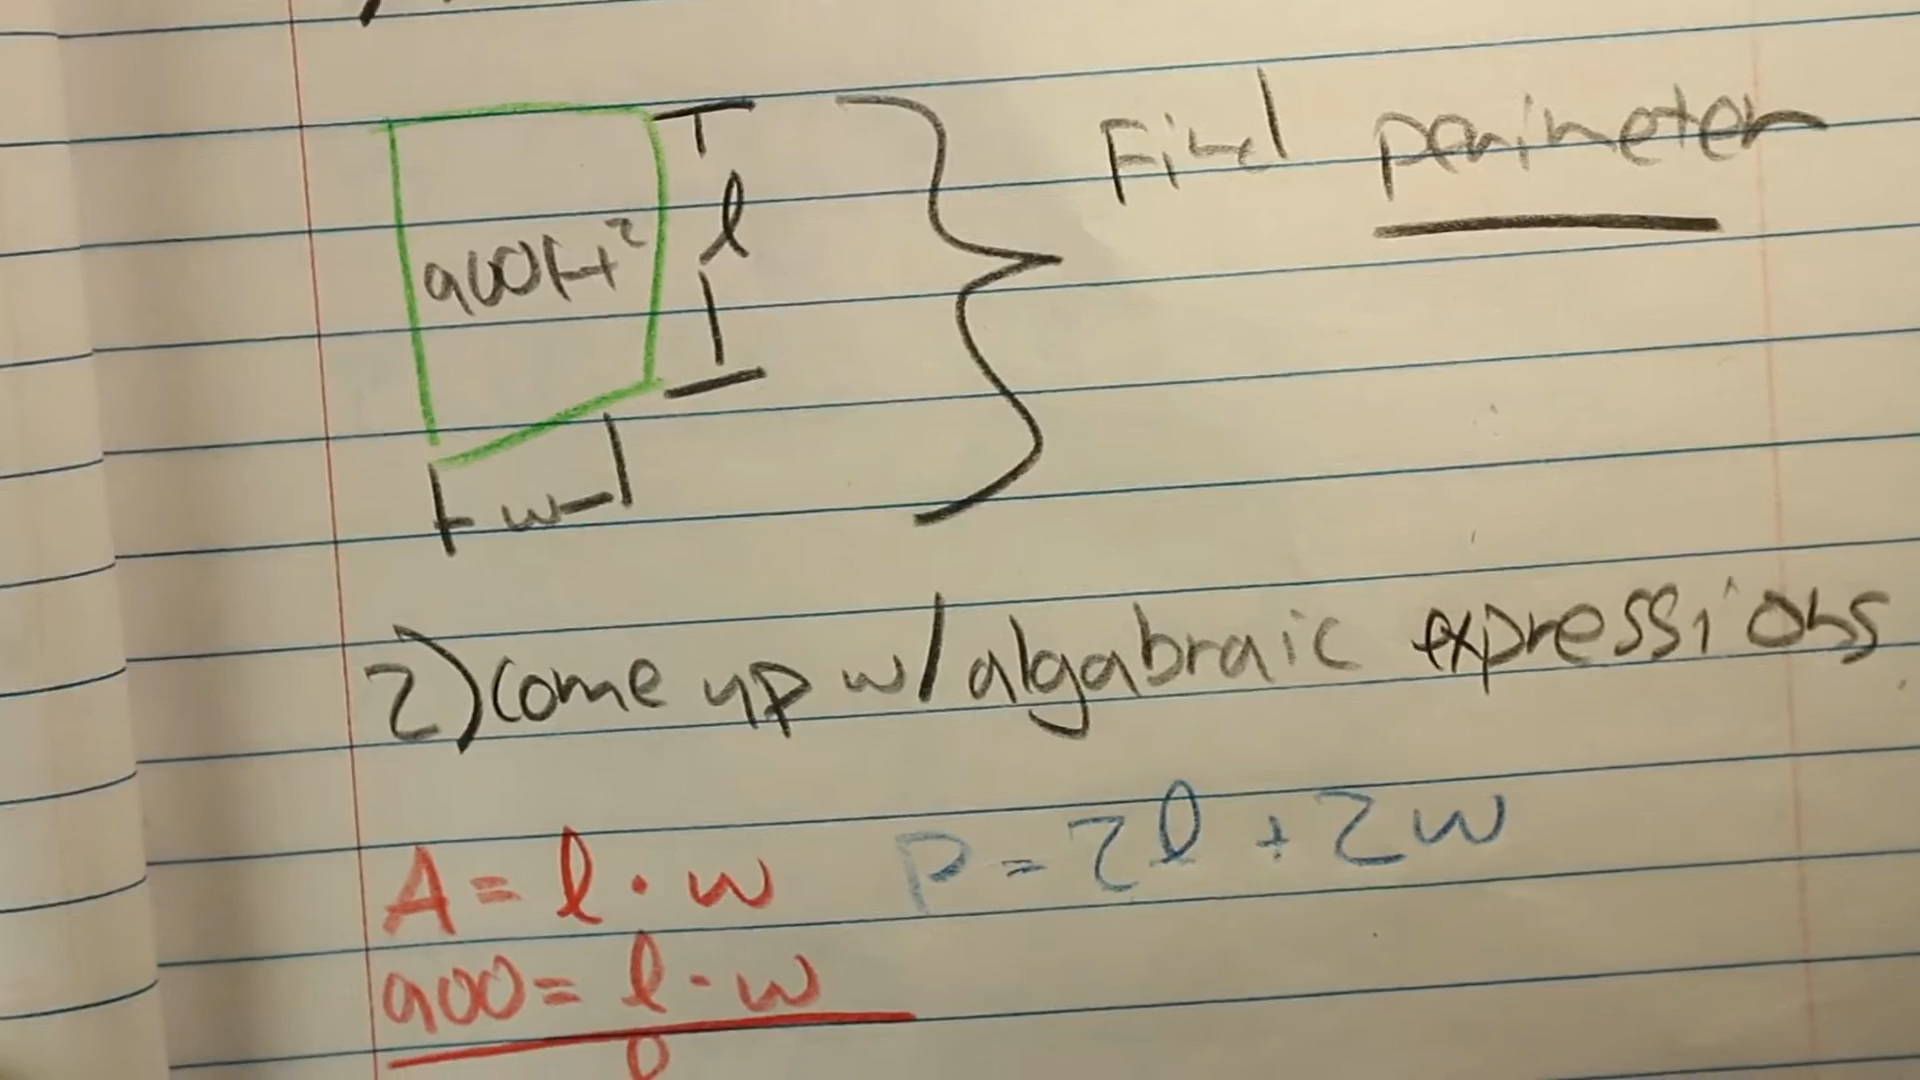 Find perimeter
900ft²
l
w
2) come up w/ algabraic expressions
A = l · w
P = 2l + 2w
900 = l · w
l